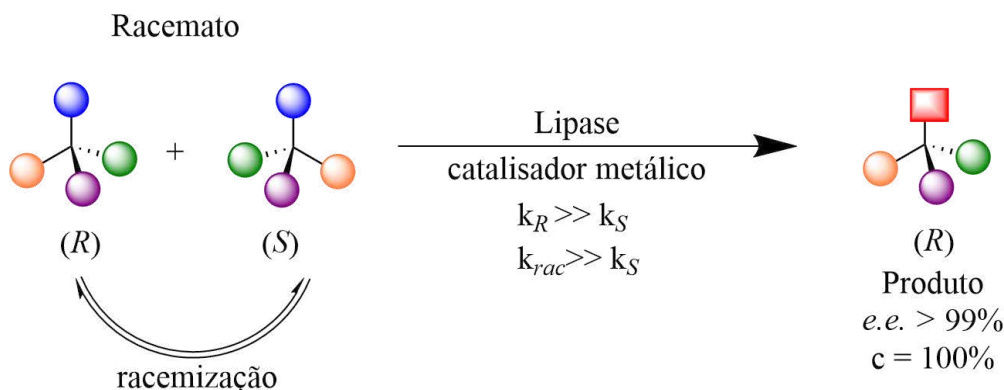 Racemato
(R)
+
(S)
racemização
Lipase
catalisador metálico
k_R >> k_S
k_rac >> k_S
(R)
Produto
e.e. > 99%
c = 100%